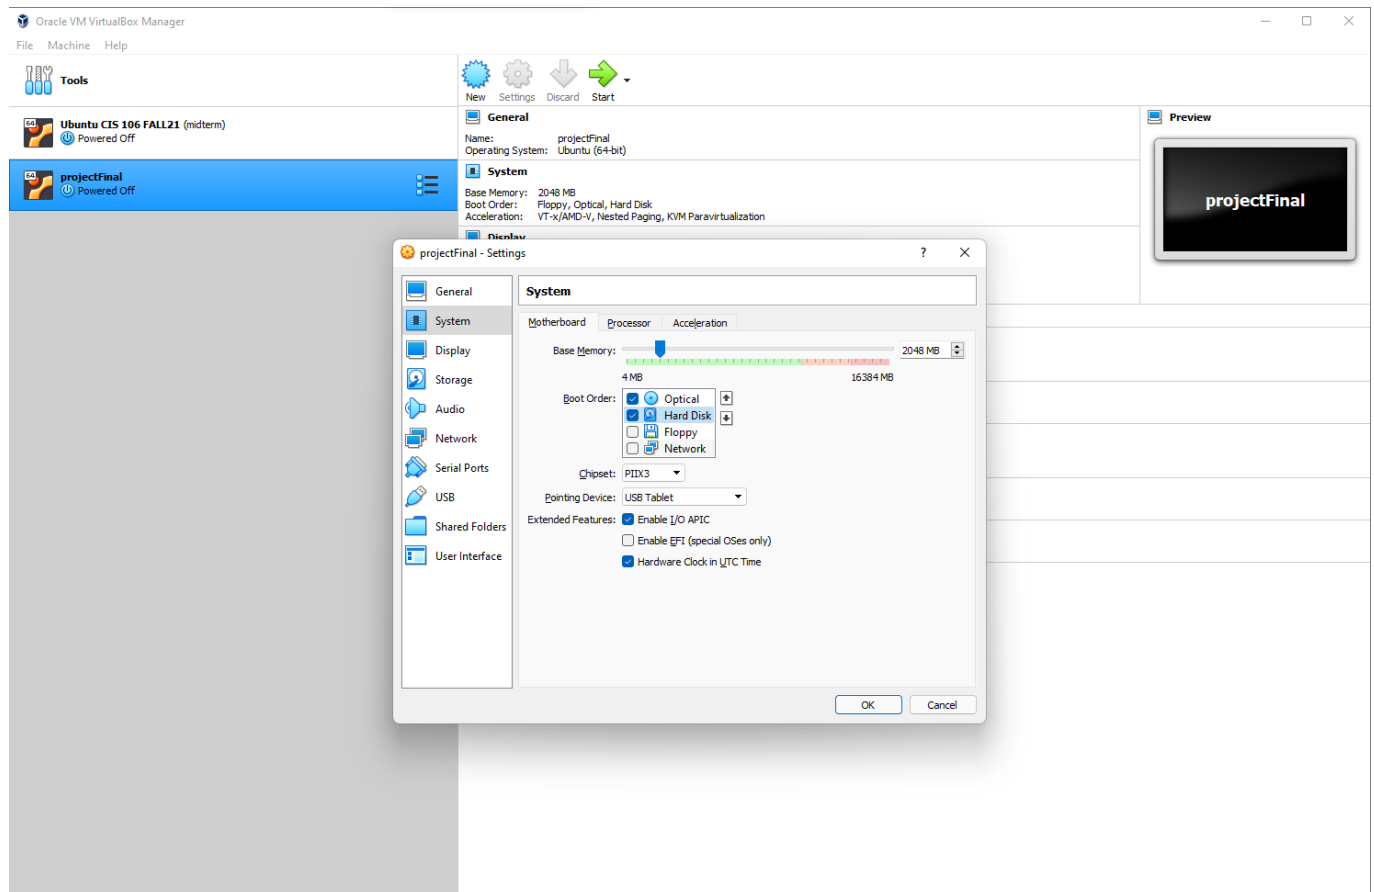 Oracle VM VirtualBox Manager
File Machine Help
Tools
New Settings Discard Start
64 Ubuntu CIS 106 FALL21 (midterm)
Powered Off
64 projectFinal
Powered Off
General
Name: projectFinal
Operating System: Ubuntu (64-bit)
System
Base Memory: 2048 MB
Boot Order: Floppy, Optical, Hard Disk
Acceleration: VT-x/AMD-V, Nested Paging, KVM Paravirtualization
Display
Preview
projectFinal
projectFinal - Settings ?
General
System
Display
Storage
Audio
Network
Serial Ports
USB
Shared Folders
User Interface
System
Motherboard Processor Acceleration
Base Memory: 2048 MB
4 MB 16384 MB
Boot Order: Optical
Hard Disk
Floppy
Network
Chipset: PIIX3
Pointing Device: USB Tablet
Extended Features: Enable I/O APIC
Enable EFI (special OSes only)
Hardware Clock in UTC Time
OK Cancel